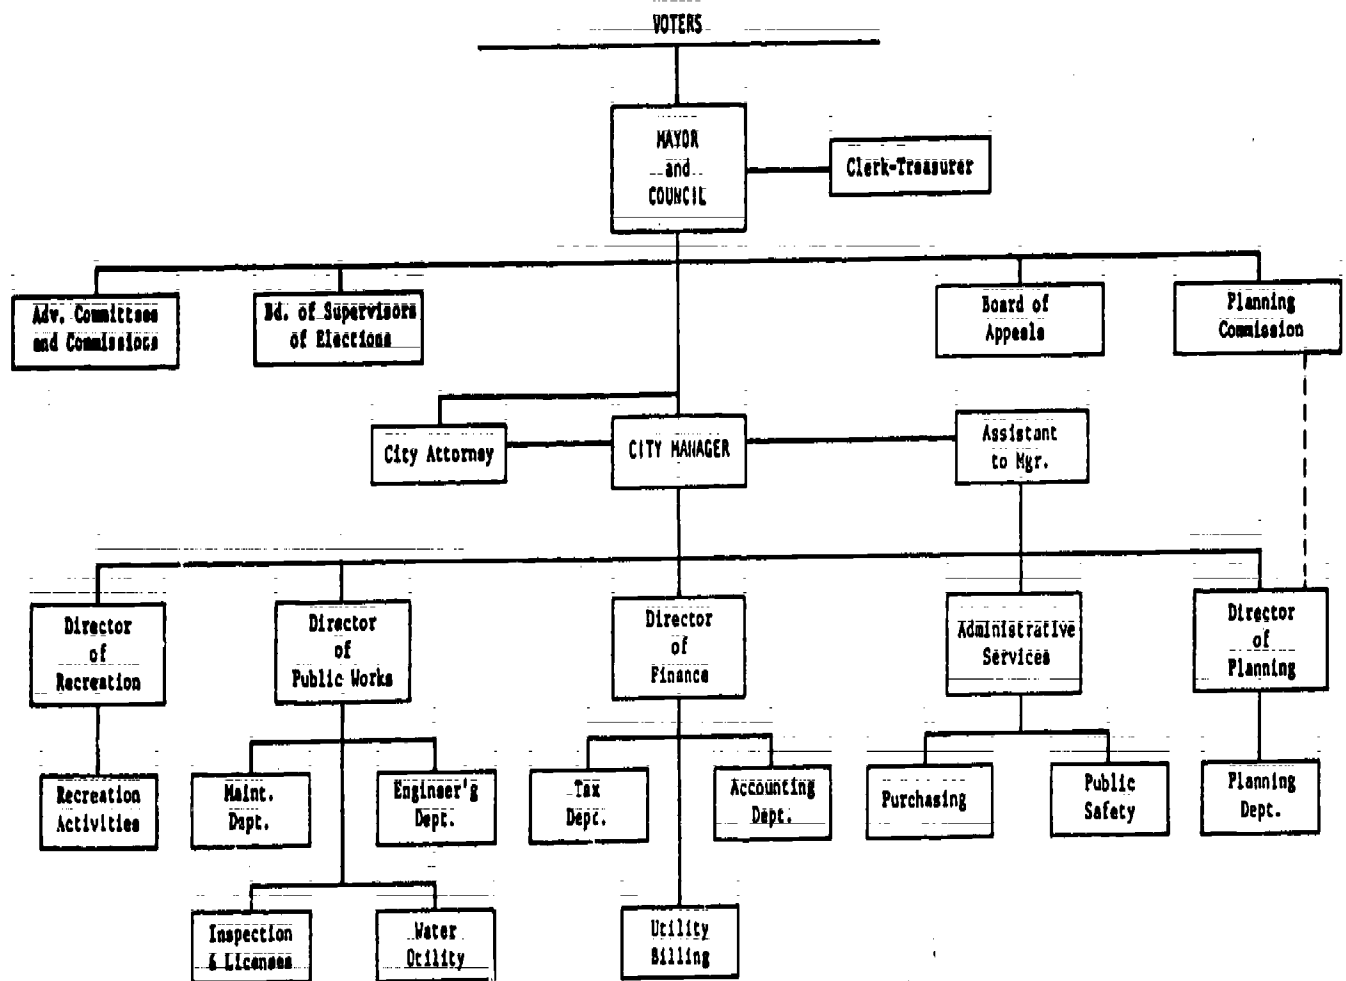 VOTERS
MAYOR
and
COUNCIL
Clerk-Treasurer
Adv. Committees
and Commissions
Bd. of Supervisors
of Elections
Board of
Appeals
Planning
Commission
City Attorney
CITY MANAGER
Assistant
to Mgr.
Director
of
Recreation
Director
of
Public Works
Director
of
Finance
Administrative
Services
Director
of
Planning
Recreation
Activities
Maint.
Dept.
Engineer'g
Dept.
Tax
Dept.
Accounting
Dept.
Purchasing
Public
Safety
Planning
Dept.
Inspection
& Licenses
Water
Utility
Utility
Billing